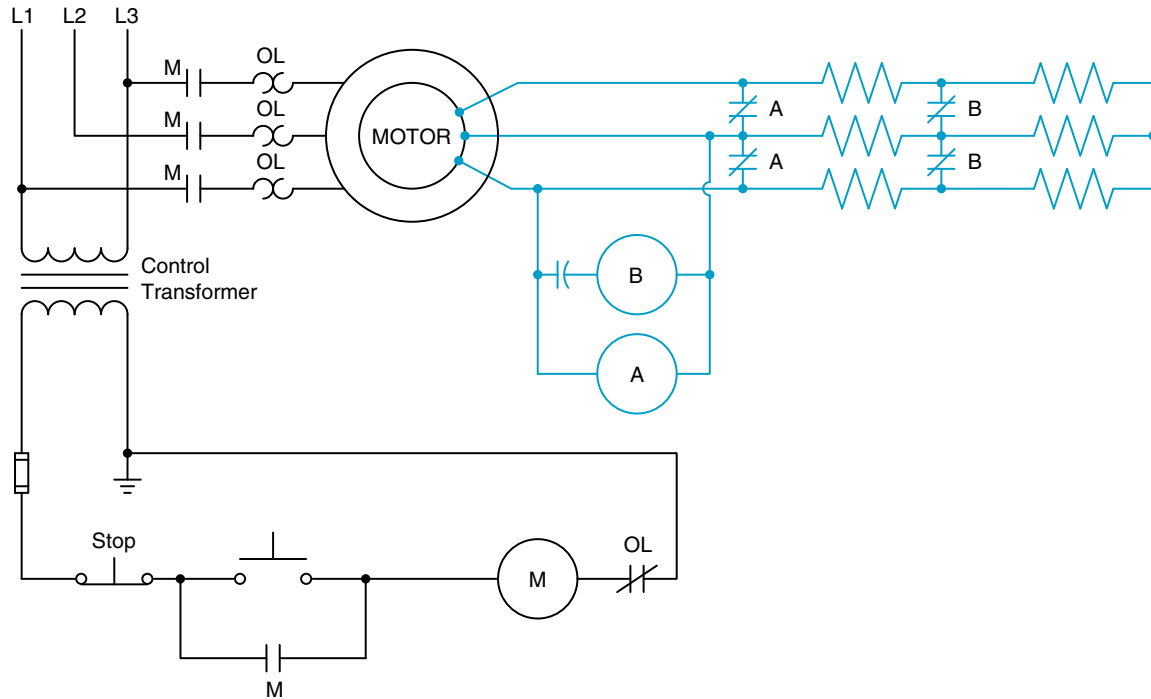 L1 L2 L3
M OL
M OL
M OL
MOTOR
A
B
A
B
Control
Transformer
B
A
Stop
M
OL
M